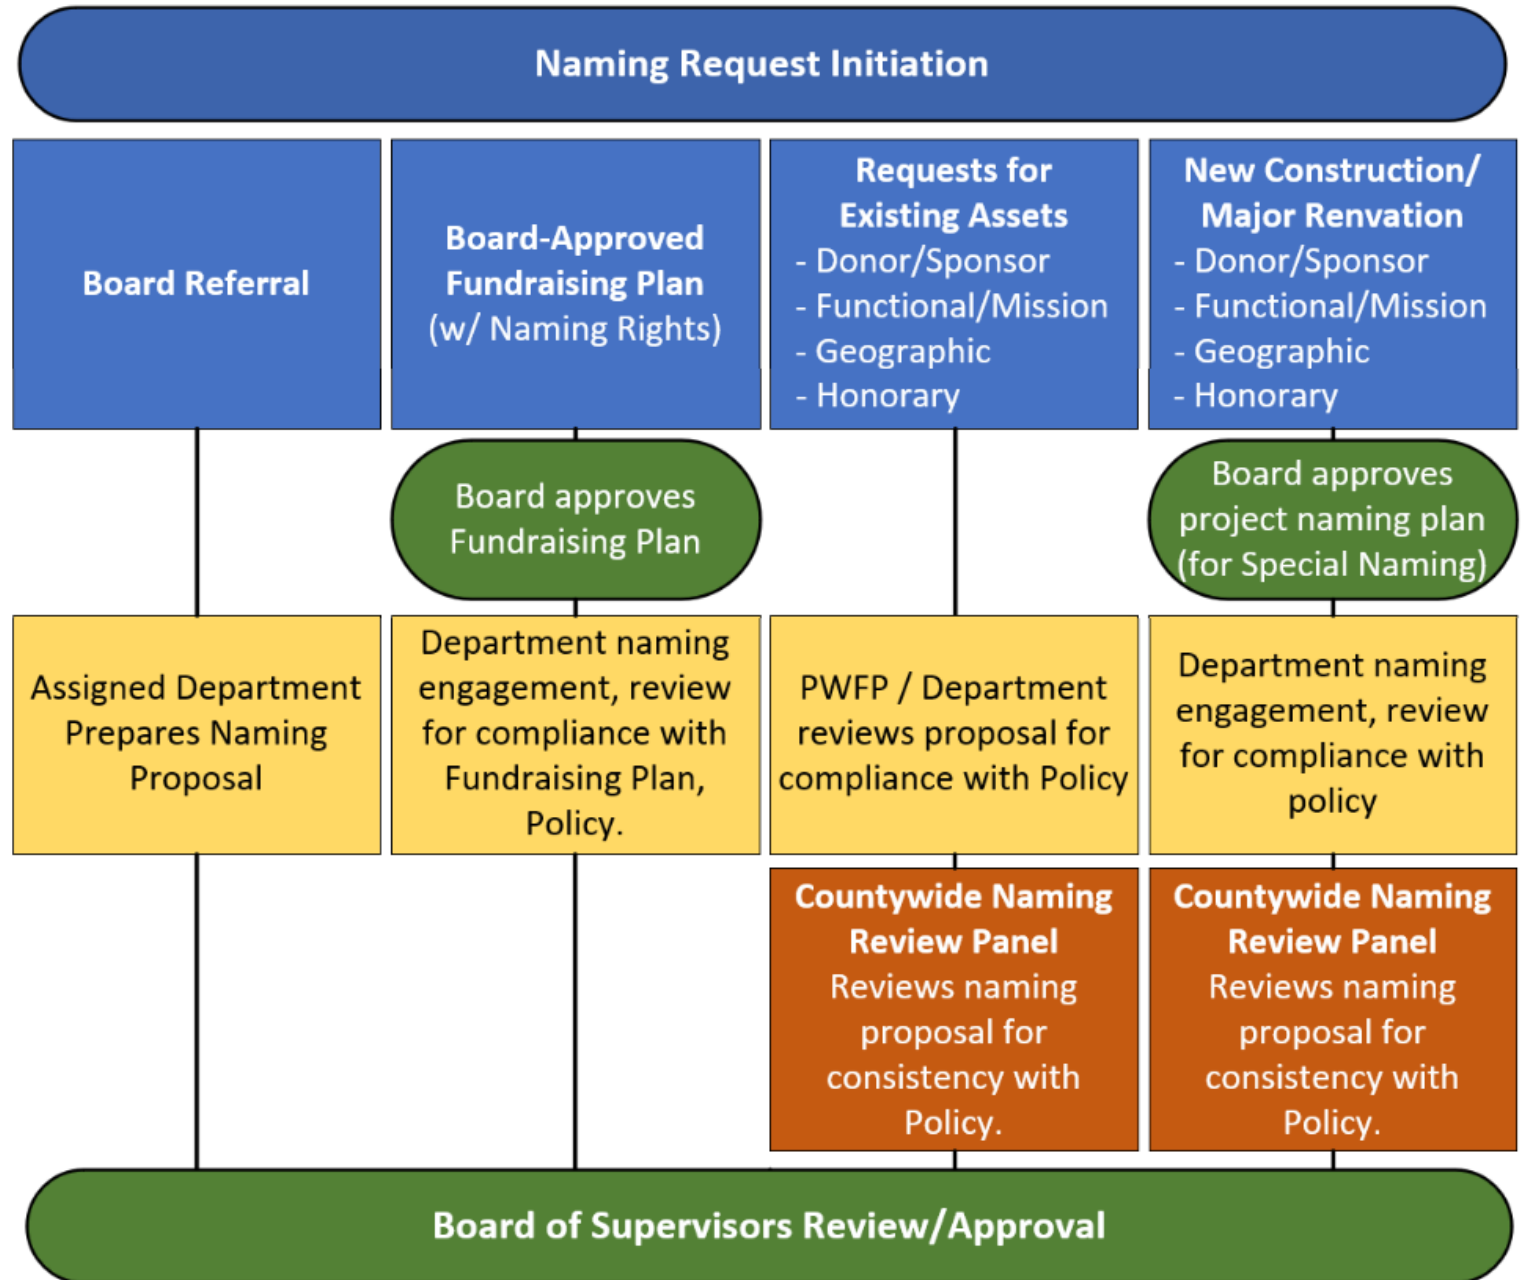 Naming Request Initiation
Board Referral
Board-Approved
Fundraising Plan
(w/ Naming Rights)
Requests for
Existing Assets
- Donor/Sponsor
- Functional/Mission
- Geographic
- Honorary
New Construction/
Major Renvation
- Donor/Sponsor
- Functional/Mission
- Geographic
- Honorary
Board approves
Fundraising Plan
Board approves
project naming plan
(for Special Naming)
Assigned Department
Prepares Naming
Proposal
Department naming
engagement, review
for compliance with
Fundraising Plan,
Policy.
PWFP / Department
reviews proposal for
compliance with Policy
Department naming
engagement, review
for compliance with
policy
Countywide Naming
Review Panel
Reviews naming
proposal for
consistency with
Policy.
Countywide Naming
Review Panel
Reviews naming
proposal for
consistency with
Policy.
Board of Supervisors Review/Approval